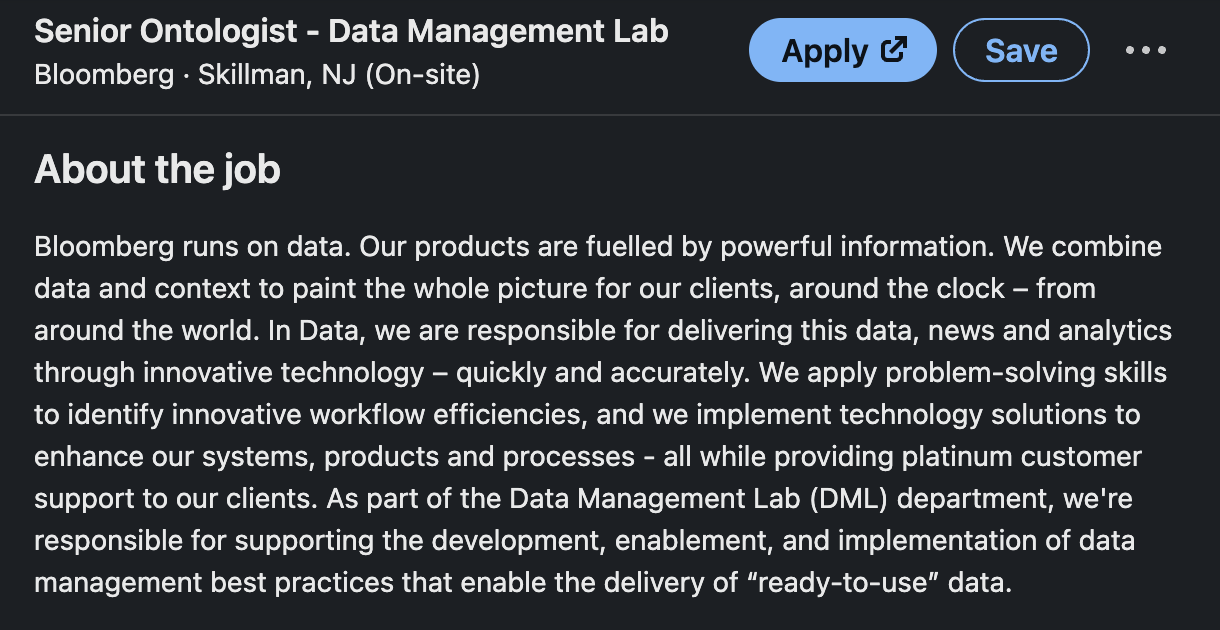 Senior Ontologist - Data Management Lab
Bloomberg · Skillman, NJ (On-site)
Apply
Save
About the job
Bloomberg runs on data. Our products are fuelled by powerful information. We combine
data and context to paint the whole picture for our clients, around the clock – from
around the world. In Data, we are responsible for delivering this data, news and analytics
through innovative technology – quickly and accurately. We apply problem-solving skills
to identify innovative workflow efficiencies, and we implement technology solutions to
enhance our systems, products and processes - all while providing platinum customer
support to our clients. As part of the Data Management Lab (DML) department, we're
responsible for supporting the development, enablement, and implementation of data
management best practices that enable the delivery of “ready-to-use” data.